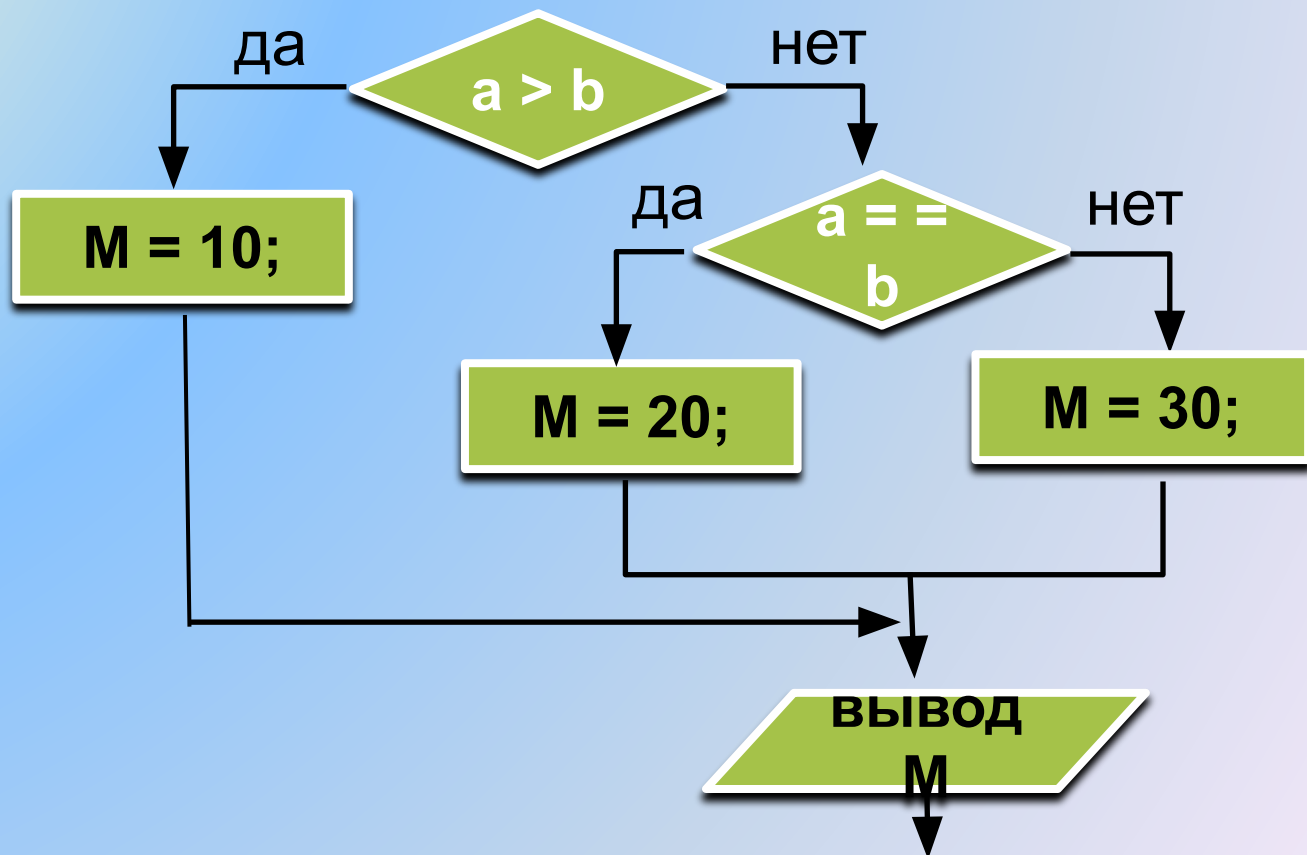 да
нет
a > b
M = 10;
да
нет
a = =
b
M = 20;
M = 30;
вывод
M